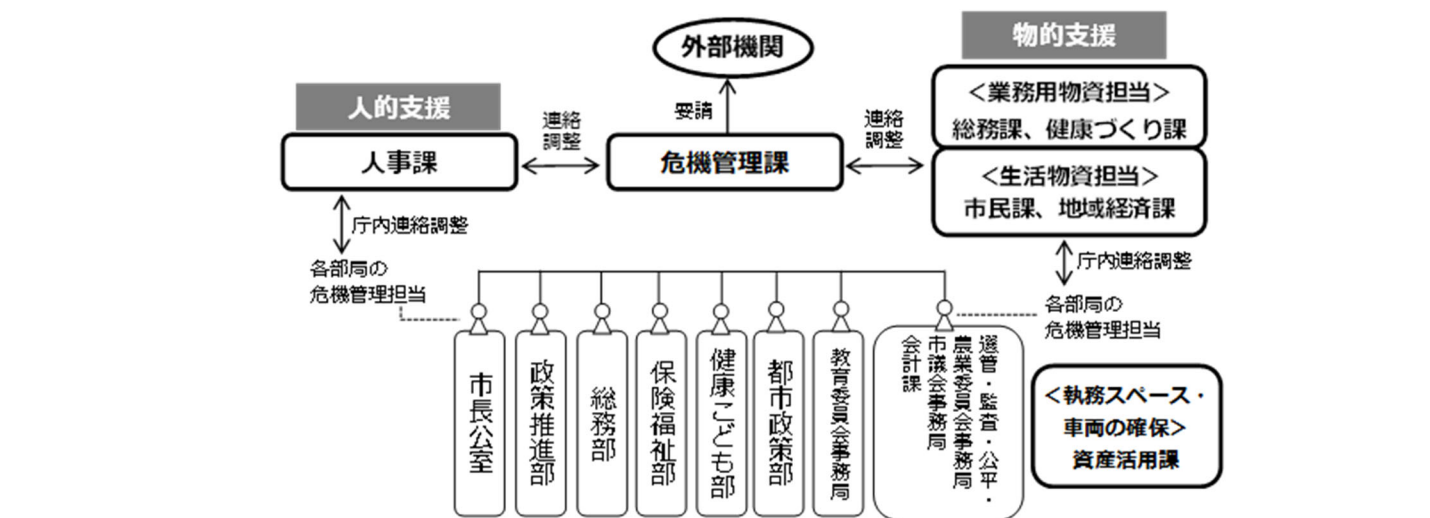 外部機関
物的支援
人的支援
要請
連絡
調整
連絡
調整
<業務用物資担当>
総務課、健康づくり課
人事課
危機管理課
<生活物資担当>
市民課、地域経済課
庁内連絡調整
庁内連絡調整
各部局の
危機管理担当
各部局の
危機管理担当
市長公室
政策推進部
総務部
保険福祉部
健康こども部
都市政策部
教育委員会事務局
選管・監査・公平・
農業委員会事務局
市議会事務局
会計課
<執務スペース・
車両の確保>
資産活用課